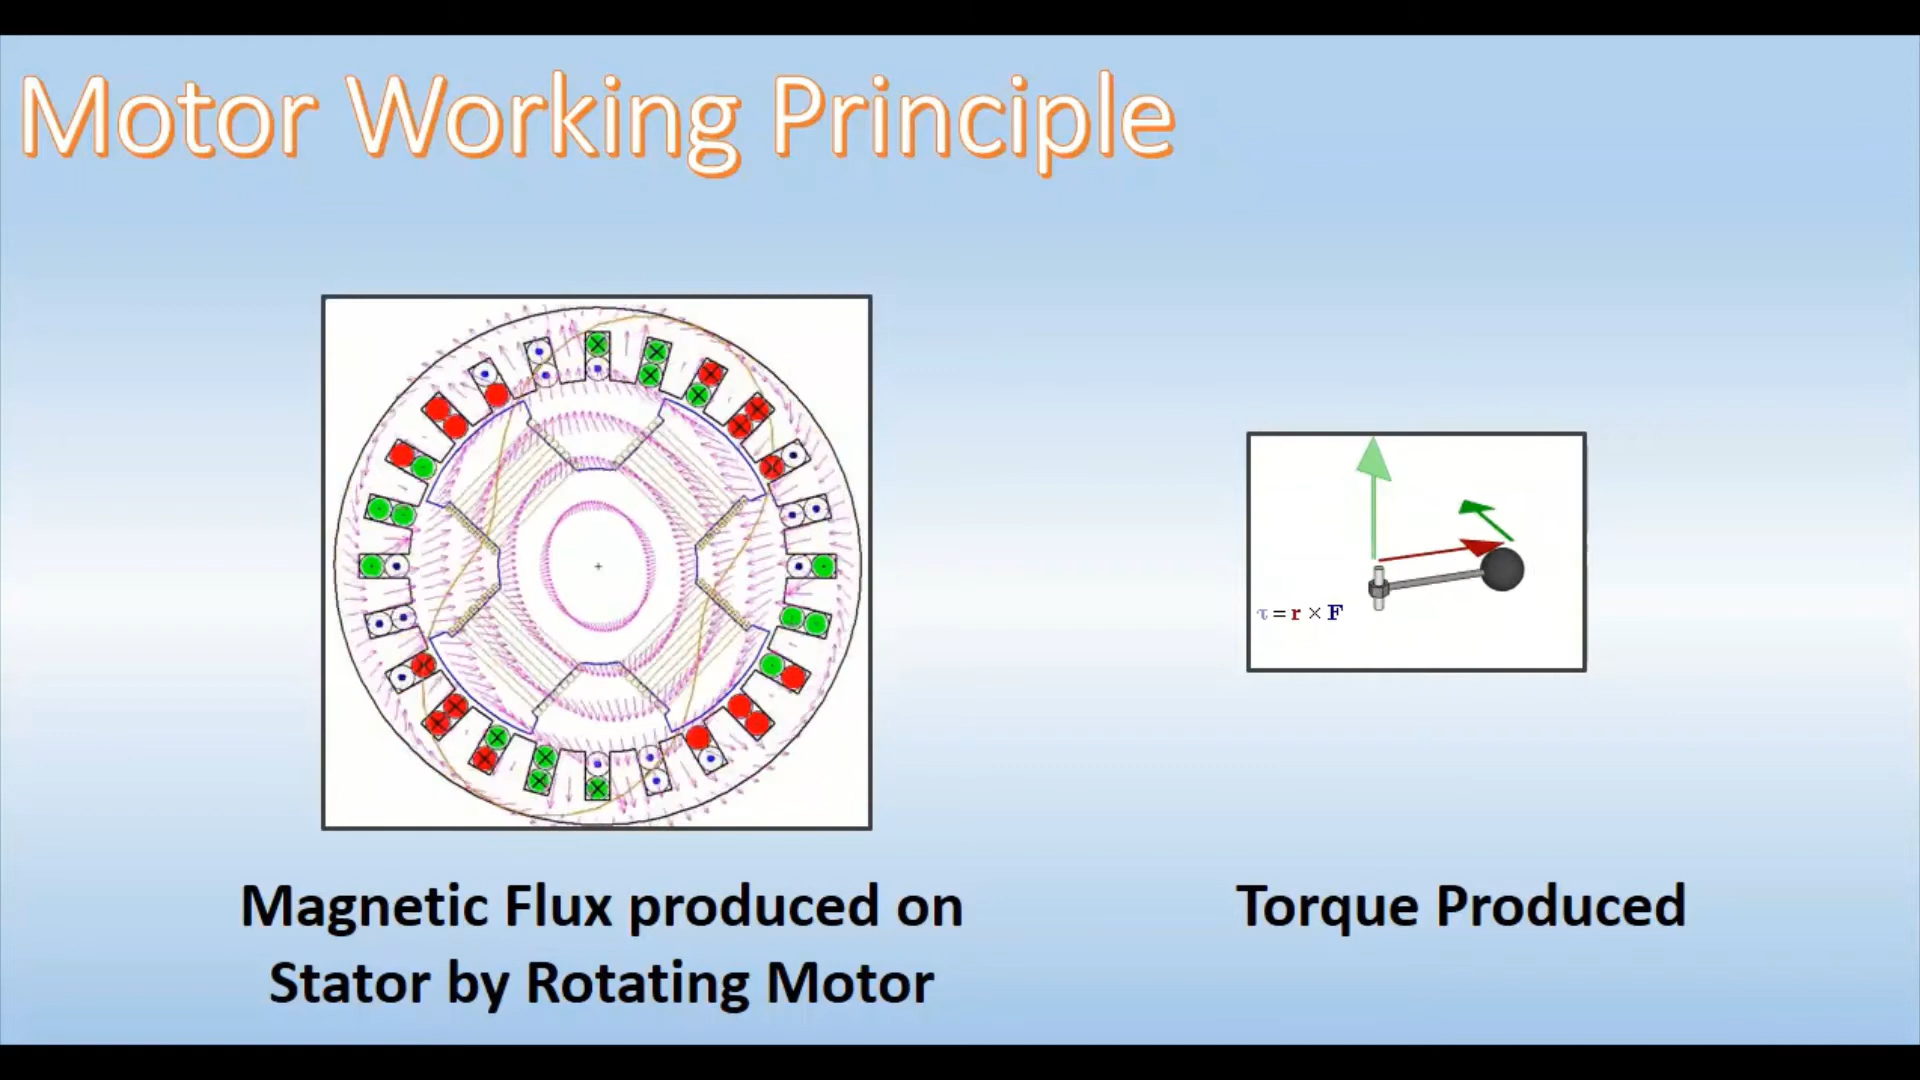 Motor Working Principle
τ = r × F
Magnetic Flux produced on
Stator by Rotating Motor
Torque Produced